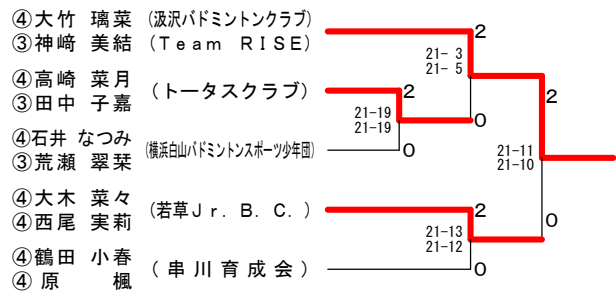 ④大竹 璃菜 (汲沢バドミントンクラブ)
③神﨑 美結 (Team RISE)
④高崎 菜月
③田中 子嘉 (トータスクラブ)
④石井 なつみ
③荒瀬 翠栞 (横浜白山バドミントンスポーツ少年団)
④大木 菜々
④西尾 実莉 (若草Jr.B.C.)
④鶴田 小春
④原 楓 (串川育成会)
2
21- 3
21- 5
2
21-19
21-19
0
0
2
21-11
21-10
0
2
21-13
21-12
0